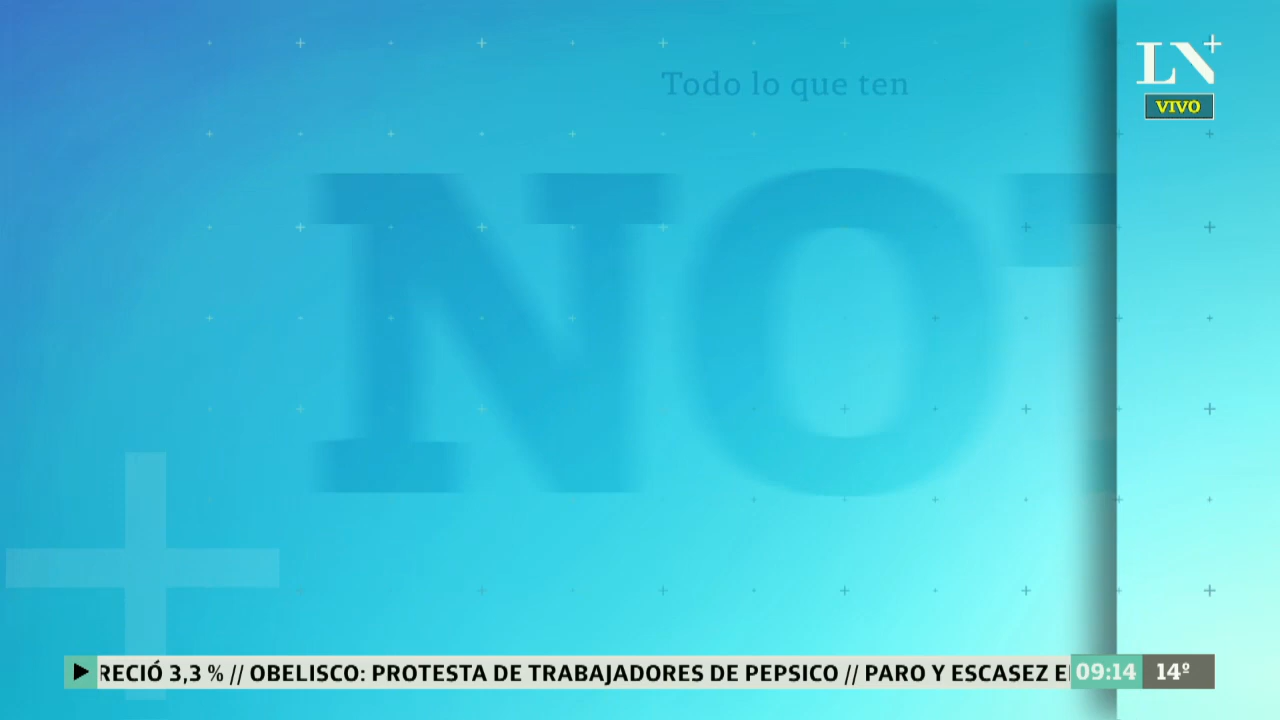 LN+
VIVO
Todo lo que ten
NO
RECIÓ 3,3 % // OBELISCO: PROTESTA DE TRABAJADORES DE PEPSICO // PARO Y ESCASEZ E
09:14 14º